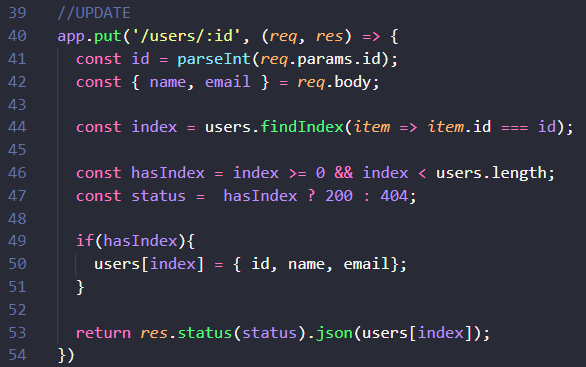 39 //UPDATE
40 app.put('/users/:id', (req, res) => {
41   const id = parseInt(req.params.id);
42   const { name, email } = req.body;
43
44   const index = users.findIndex(item => item.id === id);
45
46   const hasIndex = index >= 0 && index < users.length;
47   const status =  hasIndex ? 200 : 404;
48
49   if(hasIndex){
50     users[index] = { id, name, email};
51   }
52
53   return res.status(status).json(users[index]);
54 })